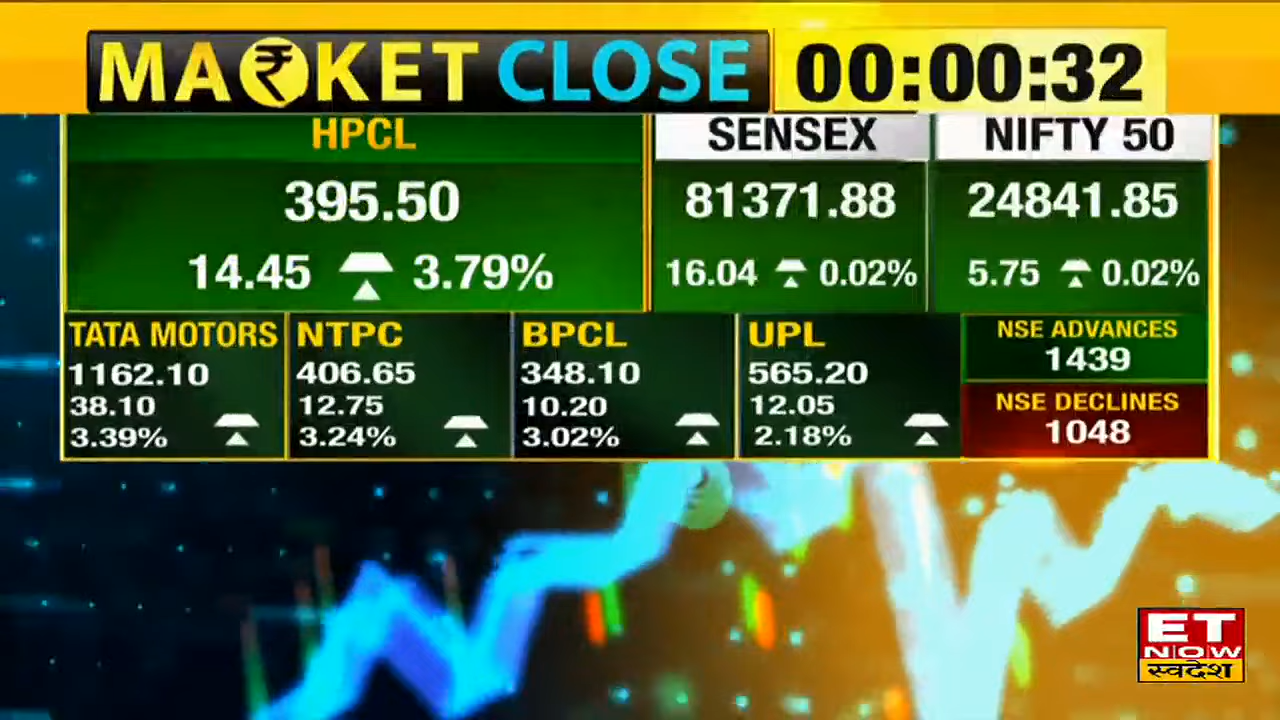 MA₹KET CLOSE 00:00:32
HPCL
395.50
14.45 3.79%
SENSEX
81371.88
16.04 0.02%
NIFTY 50
24841.85
5.75 0.02%
TATA MOTORS
1162.10
38.10
3.39%
NTPC
406.65
12.75
3.24%
BPCL
348.10
10.20
3.02%
UPL
565.20
12.05
2.18%
NSE ADVANCES
1439
NSE DECLINES
1048
ET
NOW
स्वदेश